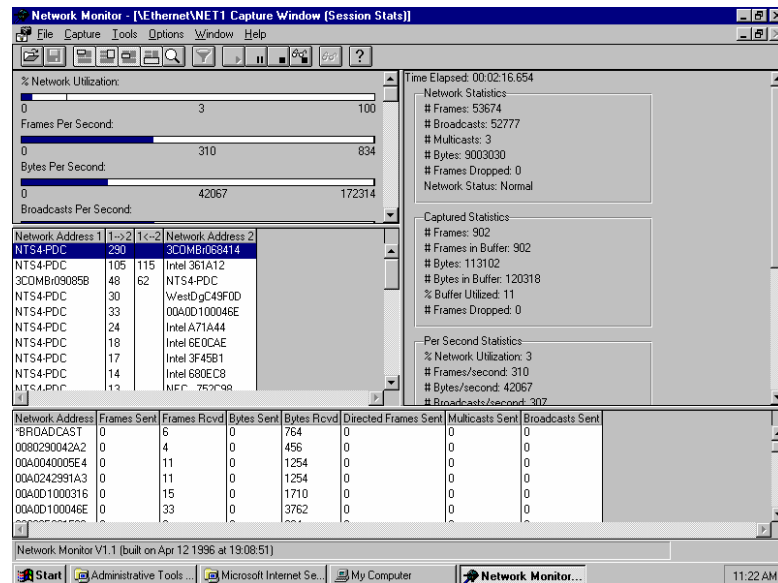 Network Monitor - [\Ethernet\NET1 Capture Window (Session Stats)]
File Capture Tools Options Window Help
% Network Utilization:
0 3 100
Frames Per Second:
0 310 834
Bytes Per Second:
0 42067 172314
Broadcasts Per Second:
Time Elapsed: 00:02:16.654
Network Statistics
# Frames: 53674
# Broadcasts: 52777
# Multicasts: 3
# Bytes: 9003030
# Frames Dropped: 0
Network Status: Normal
Captured Statistics
# Frames: 902
# Frames in Buffer: 902
# Bytes: 113102
# Bytes in Buffer: 120318
% Buffer Utilized: 11
# Frames Dropped: 0
Per Second Statistics
% Network Utilization: 3
# Frames/second: 310
# Bytes/second: 42067
# Broadcasts/second: 307
Network Address 1 1-->2 1<--2 Network Address 2
NTS4-PDC 290 3COMBr068414
NTS4-PDC 105 115 Intel 361A12
3COMBr09085B 48 62 NTS4-PDC
NTS4-PDC 30 WestDgC49F0D
NTS4-PDC 33 00A0D100046E
NTS4-PDC 24 Intel A71A44
NTS4-PDC 18 Intel 6E0CAE
NTS4-PDC 17 Intel 3F45B1
NTS4-PDC 14 Intel 680EC8
NTS4-PDC 13 NEC 752C98
Network Address Frames Sent Frames Rcvd Bytes Sent Bytes Rcvd Directed Frames Sent Multicasts Sent Broadcasts Sent
*BROADCAST 0 6 0 764 0 0 0
0080290042A2 0 4 0 456 0 0 0
00A0040005E4 0 11 0 1254 0 0 0
00A0242991A3 0 11 0 1254 0 0 0
00A0D1000316 0 15 0 1710 0 0 0
00A0D100046E 0 33 0 3762 0 0 0
Network Monitor V1.1 (built on Apr 12 1996 at 19:08:51)
Start Administrative Tools ... Microsoft Internet Se... My Computer Network Monitor... 11:22 AM